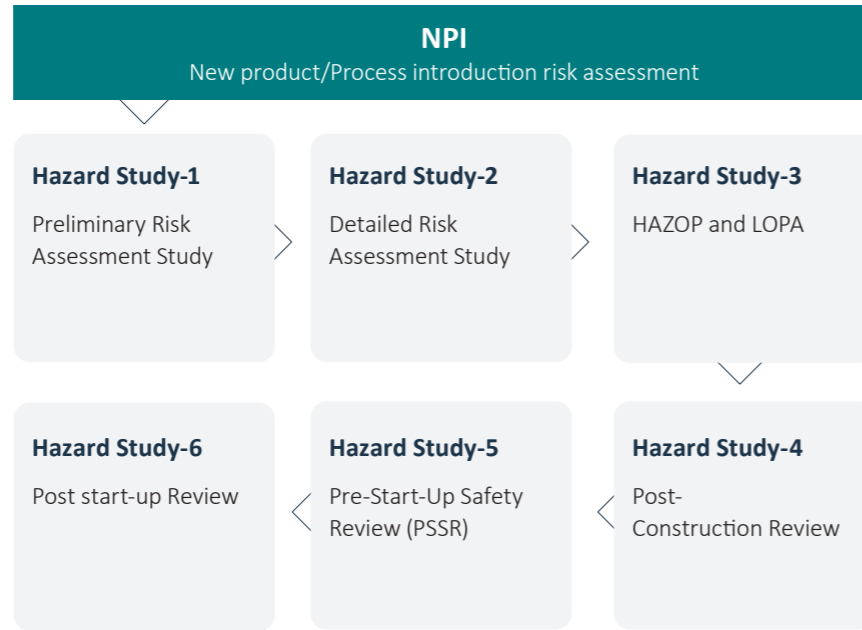 NPI
New product/Process introduction risk assessment
Hazard Study-1
Preliminary Risk
Assessment Study
Hazard Study-2
Detailed Risk
Assessment Study
Hazard Study-3
HAZOP and LOPA
Hazard Study-4
Post-
Construction Review
Hazard Study-5
Pre-Start-Up Safety
Review (PSSR)
Hazard Study-6
Post start-up Review